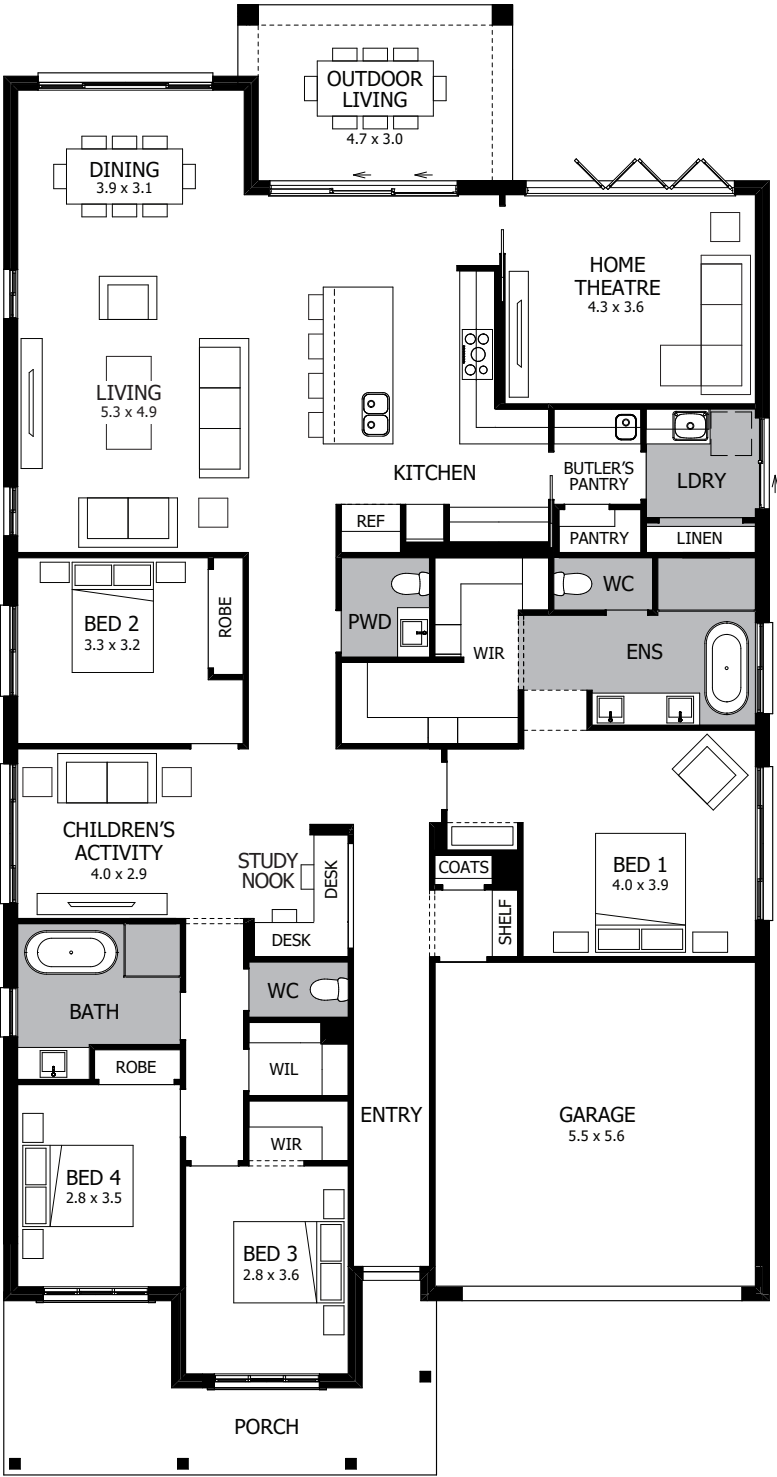 OUTDOOR
LIVING
4.7 x 3.0
DINING
3.9 x 3.1
HOME
THEATRE
4.3 x 3.6
LIVING
5.3 x 4.9
KITCHEN
BUTLER'S
PANTRY
LDRY
REF
PANTRY
LINEN
BED 2
3.3 x 3.2
ROBE
PWD
WIR
WC
ENS
CHILDREN'S
ACTIVITY
4.0 x 2.9
STUDY
NOOK
DESK
DESK
COATS
SHELF
BED 1
4.0 x 3.9
BATH
WC
ROBE
WIL
WIR
ENTRY
GARAGE
5.5 x 5.6
BED 4
2.8 x 3.5
BED 3
2.8 x 3.6
PORCH